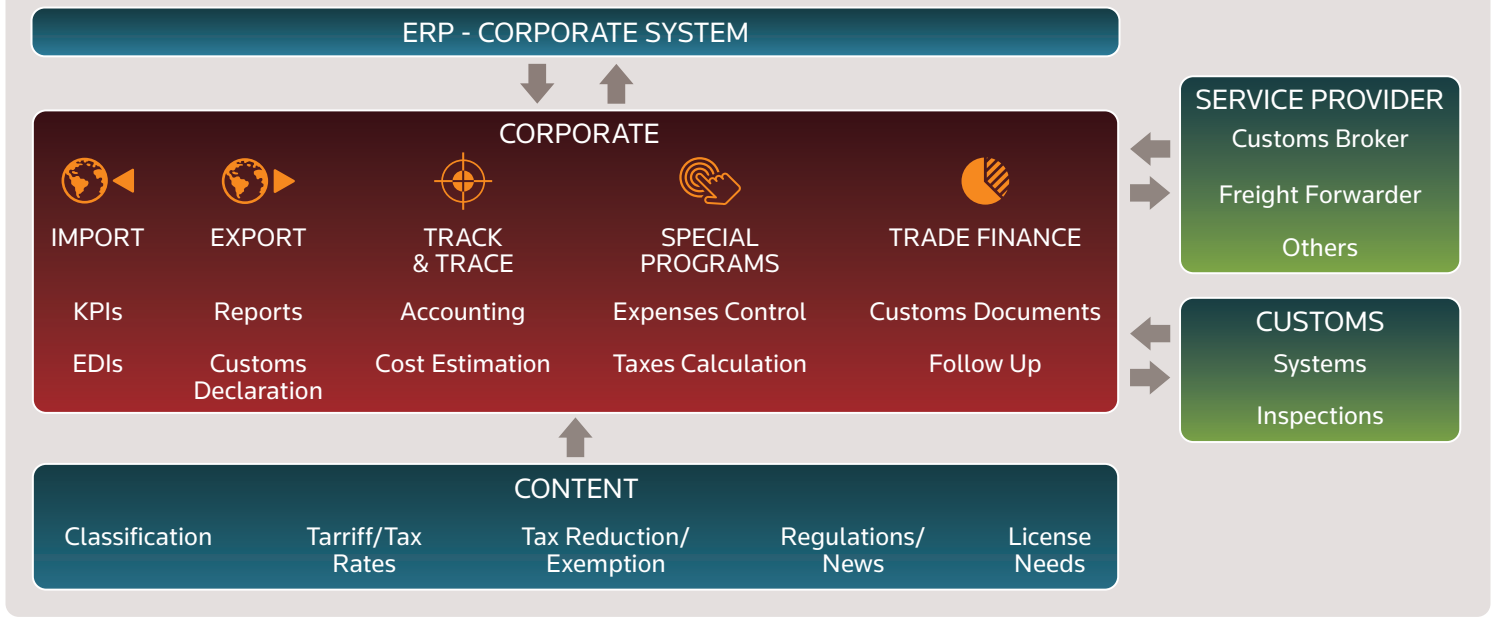 ERP - CORPORATE SYSTEM
CORPORATE
IMPORT
EXPORT
TRACK
& TRACE
SPECIAL
PROGRAMS
TRADE FINANCE
KPIs
Reports
Accounting
Expenses Control
Customs Documents
EDIs
Customs
Declaration
Cost Estimation
Taxes Calculation
Follow Up
SERVICE PROVIDER
Customs Broker
Freight Forwarder
Others
CUSTOMS
Systems
Inspections
CONTENT
Classification
Tarriff/Tax
Rates
Tax Reduction/
Exemption
Regulations/
News
License
Needs